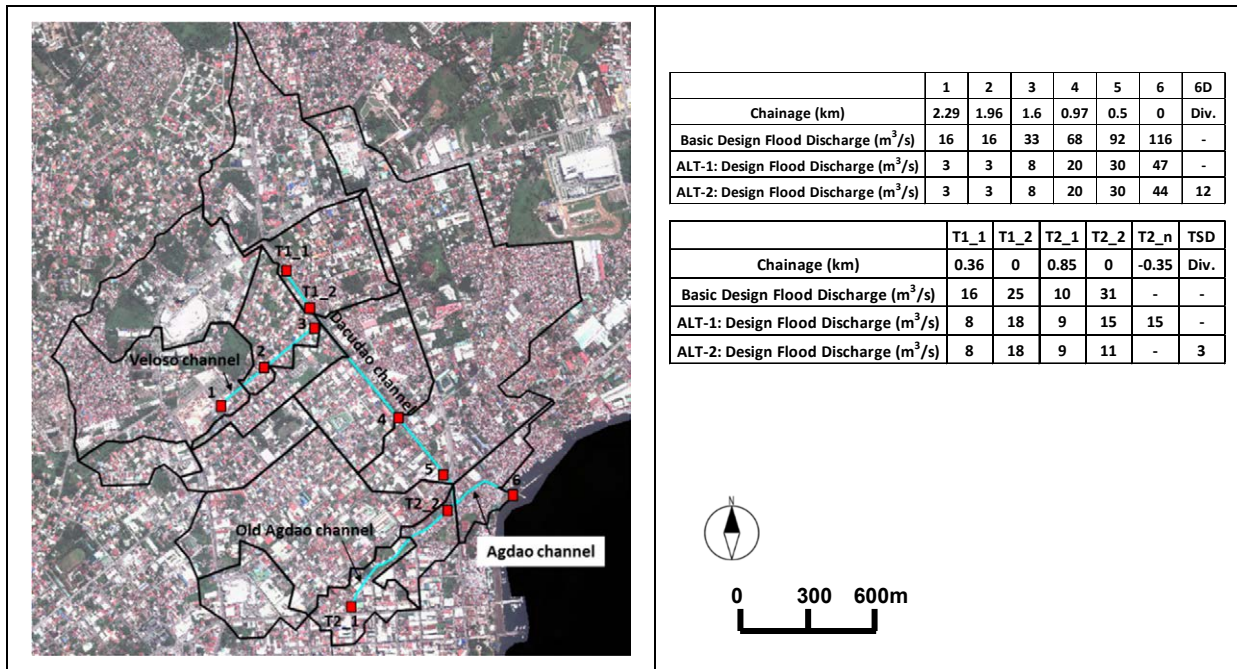 T1_1
T1_2
3
Dacudao channel
Veloso channel
2
1
4
5
6
T2_2
Old Agdao channel
Agdao channel
T2_1
1 2 3 4 5 6 6D
Chainage (km) 2.29 1.96 1.6 0.97 0.5 0 Div.
Basic Design Flood Discharge (m³/s) 16 16 33 68 92 116 -
ALT-1: Design Flood Discharge (m³/s) 3 3 8 20 30 47 -
ALT-2: Design Flood Discharge (m³/s) 3 3 8 20 30 44 12
T1_1 T1_2 T2_1 T2_2 T2_n TSD
Chainage (km) 0.36 0 0.85 0 -0.35 Div.
Basic Design Flood Discharge (m³/s) 16 25 10 31 - -
ALT-1: Design Flood Discharge (m³/s) 8 18 9 15 15 -
ALT-2: Design Flood Discharge (m³/s) 8 18 9 11 - 3
N
0 300 600m